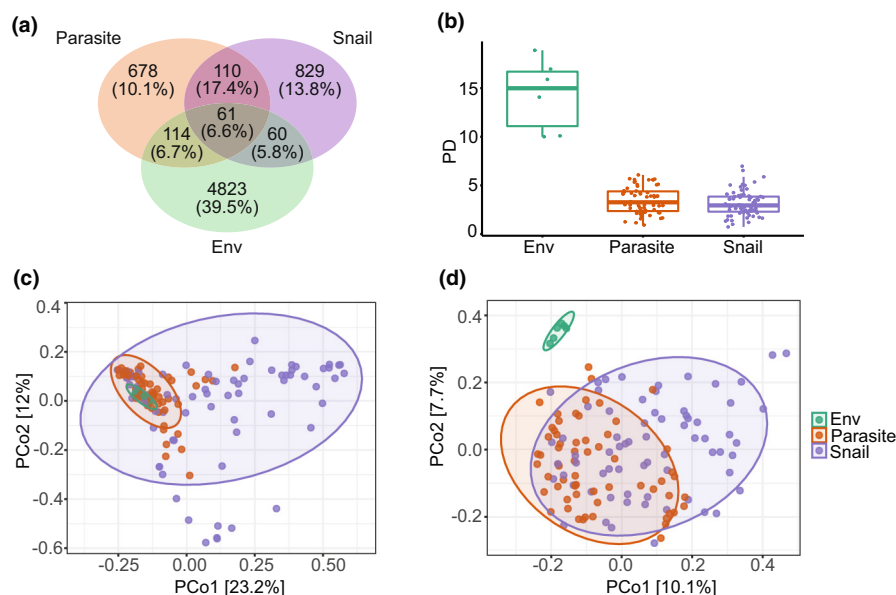 (a)
Parasite
Snail
678
(10.1%)
110
(17.4%)
829
(13.8%)
61
(6.6%)
114
(6.7%)
60
(5.8%)
4823
(39.5%)
Env
(b)
PD
15
10
5
0
Env
Parasite
Snail
(c)
PCo2 [12%]
0.4
0.2
0.0
-0.2
-0.4
-0.6
-0.25
0.00
0.25
0.50
PCo1 [23.2%]
(d)
PCo2 [7.7%]
0.4
0.2
0.0
-0.2
-0.2
0.0
0.2
0.4
PCo1 [10.1%]
Env
Parasite
Snail